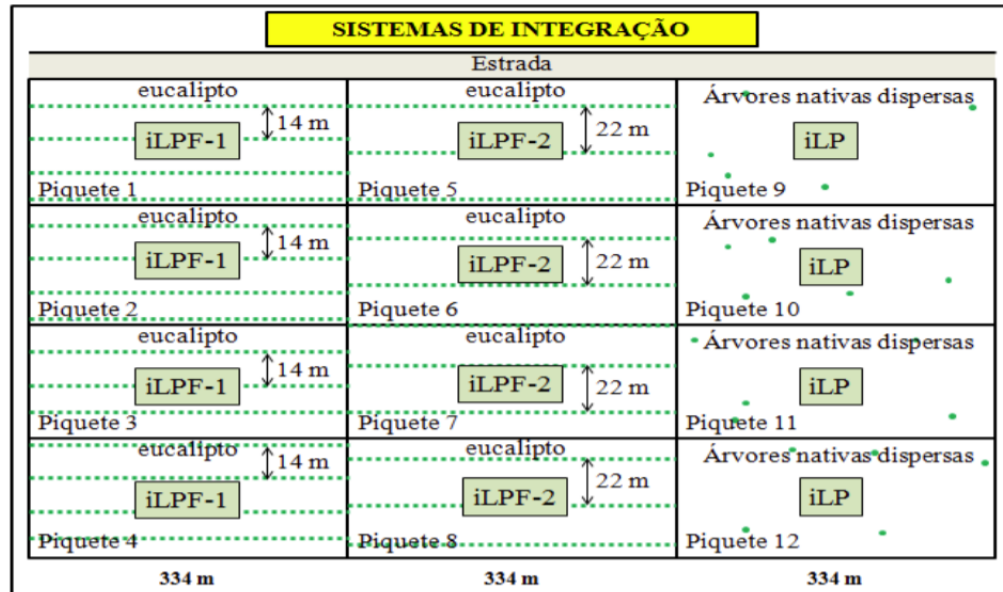 SISTEMAS DE INTEGRAÇÃO
Estrada
eucalipto
14 m
iLPF-1
Piquete 1
eucalipto
22 m
iLPF-2
Piquete 5
Árvores nativas dispersas
iLP
Piquete 9
eucalipto
14 m
iLPF-1
Piquete 2
eucalipto
22 m
iLPF-2
Piquete 6
Árvores nativas dispersas
iLP
Piquete 10
eucalipto
14 m
iLPF-1
Piquete 3
eucalipto
22 m
iLPF-2
Piquete 7
Árvores nativas dispersas
iLP
Piquete 11
eucalipto
14 m
iLPF-1
Piquete 4
eucalipto
22 m
iLPF-2
Piquete 8
Árvores nativas dispersas
iLP
Piquete 12
334 m
334 m
334 m